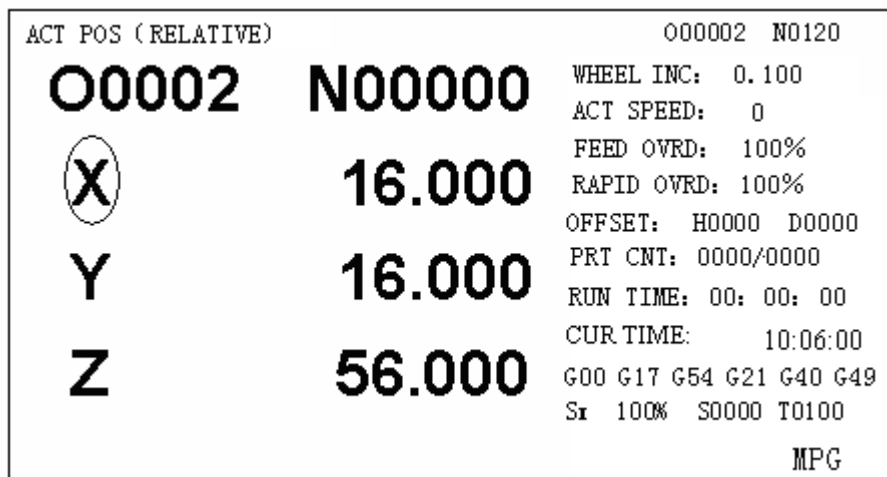 ACT POS (RELATIVE)
O00002 N0120
O0002 N00000
X 16.000
Y 16.000
Z 56.000
WHEEL INC: 0.100
ACT SPEED: 0
FEED OVRD: 100%
RAPID OVRD: 100%
OFFSET: H0000 D0000
PRT CNT: 0000/0000
RUN TIME: 00: 00: 00
CUR TIME: 10:06:00
G00 G17 G54 G21 G40 G49
SI 100% S0000 T0100
MPG